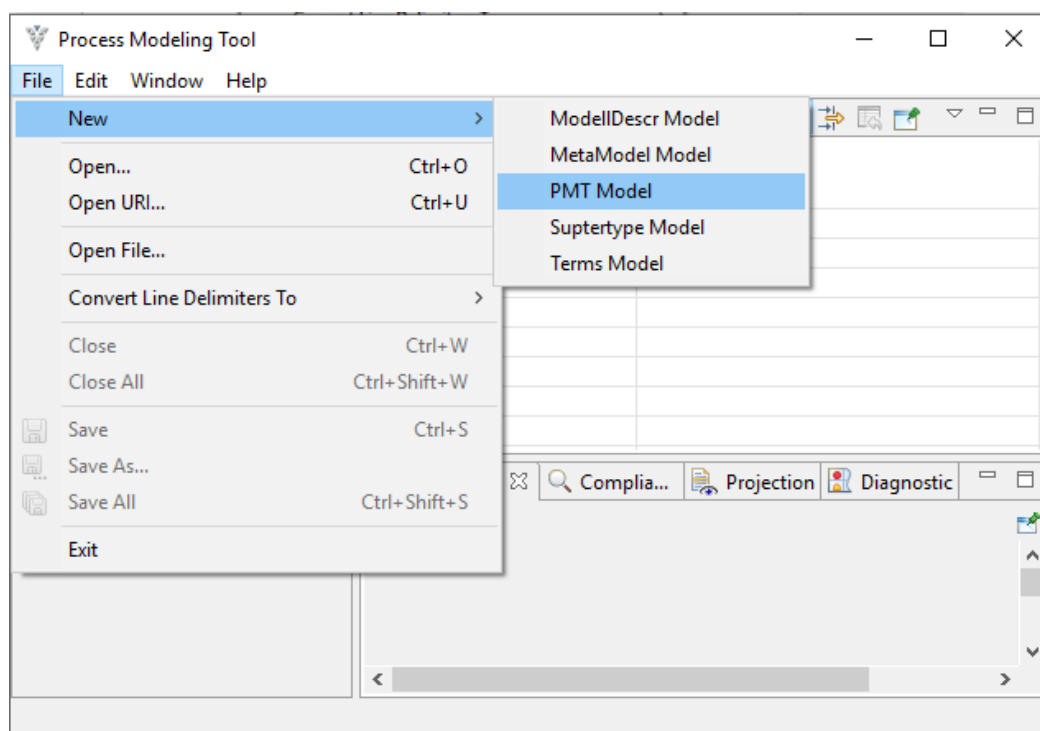 Process Modeling Tool
File Edit Window Help
New
Open... Ctrl+O
Open URI... Ctrl+U
Open File...
Convert Line Delimiters To
Close Ctrl+W
Close All Ctrl+Shift+W
Save Ctrl+S
Save As...
Save All Ctrl+Shift+S
Exit
ModellDescr Model
MetaModel Model
PMT Model
Suptertype Model
Terms Model
Complia... Projection Diagnostic